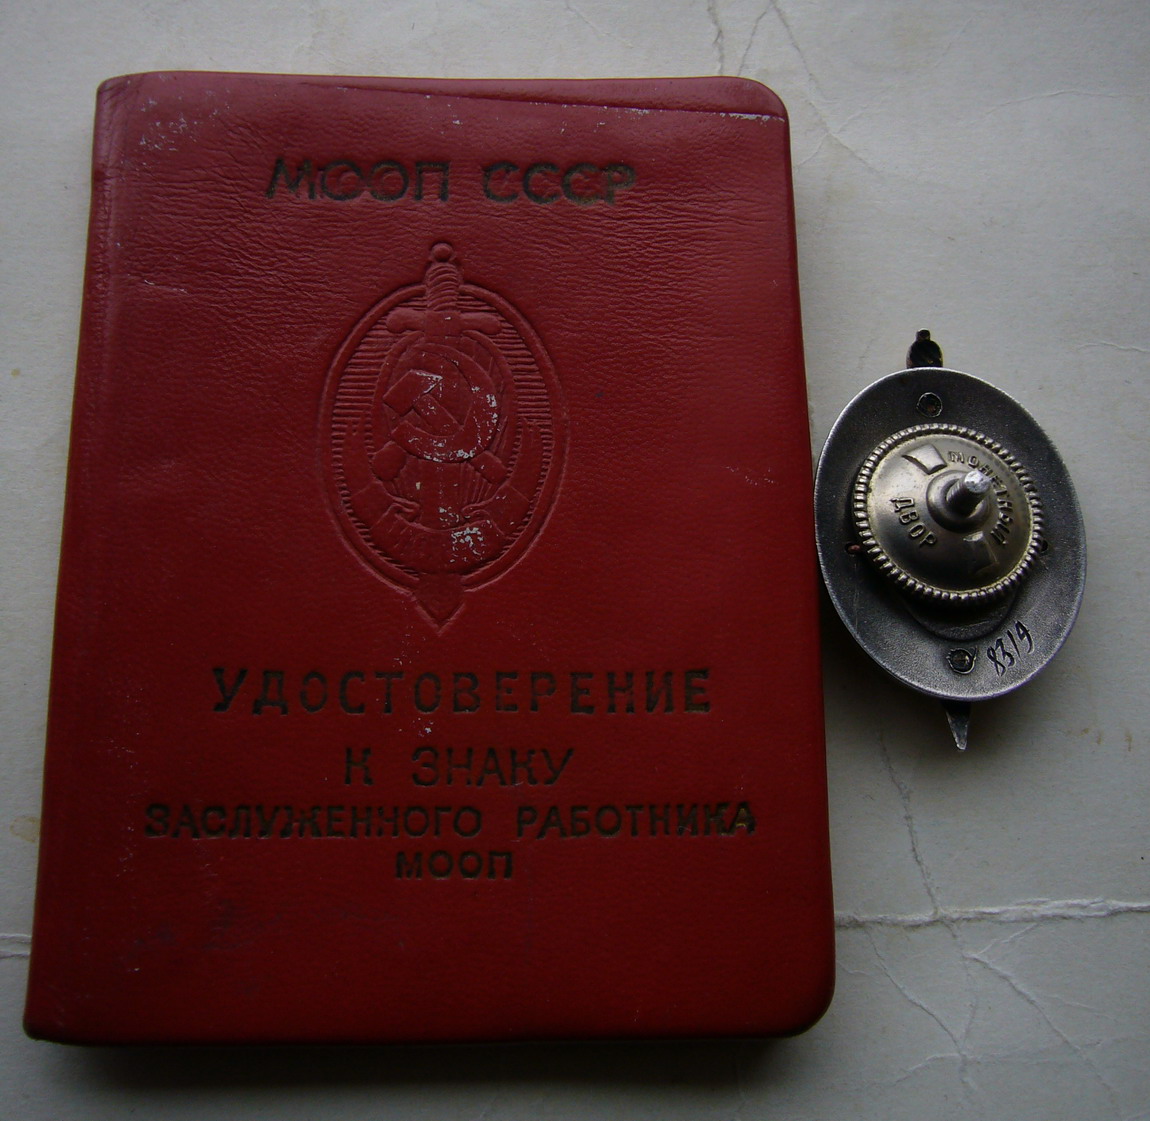 МООП СССР
УДОСТОВЕРЕНИЕ
К ЗНАКУ
ЗАСЛУЖЕННОГО РАБОТНИКА
МООП
МОНЕТНЫЙ
ДВОР
8319